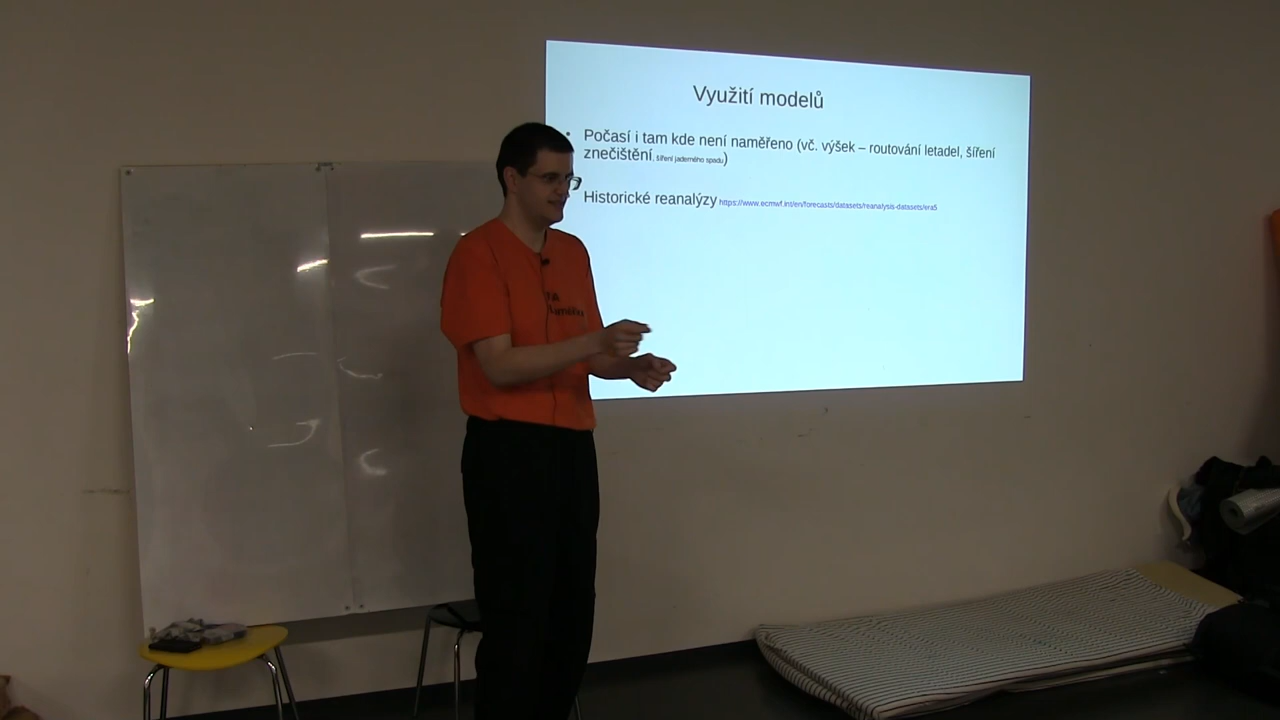 Využití modelů
Počasí i tam kde není naměřeno (vč. výšek – routování letadel, šíření
znečištění, šíření jaderného spadu)
Historické reanalýzy https://www.ecmwf.int/en/forecasts/datasets/reanalysis-datasets/era5